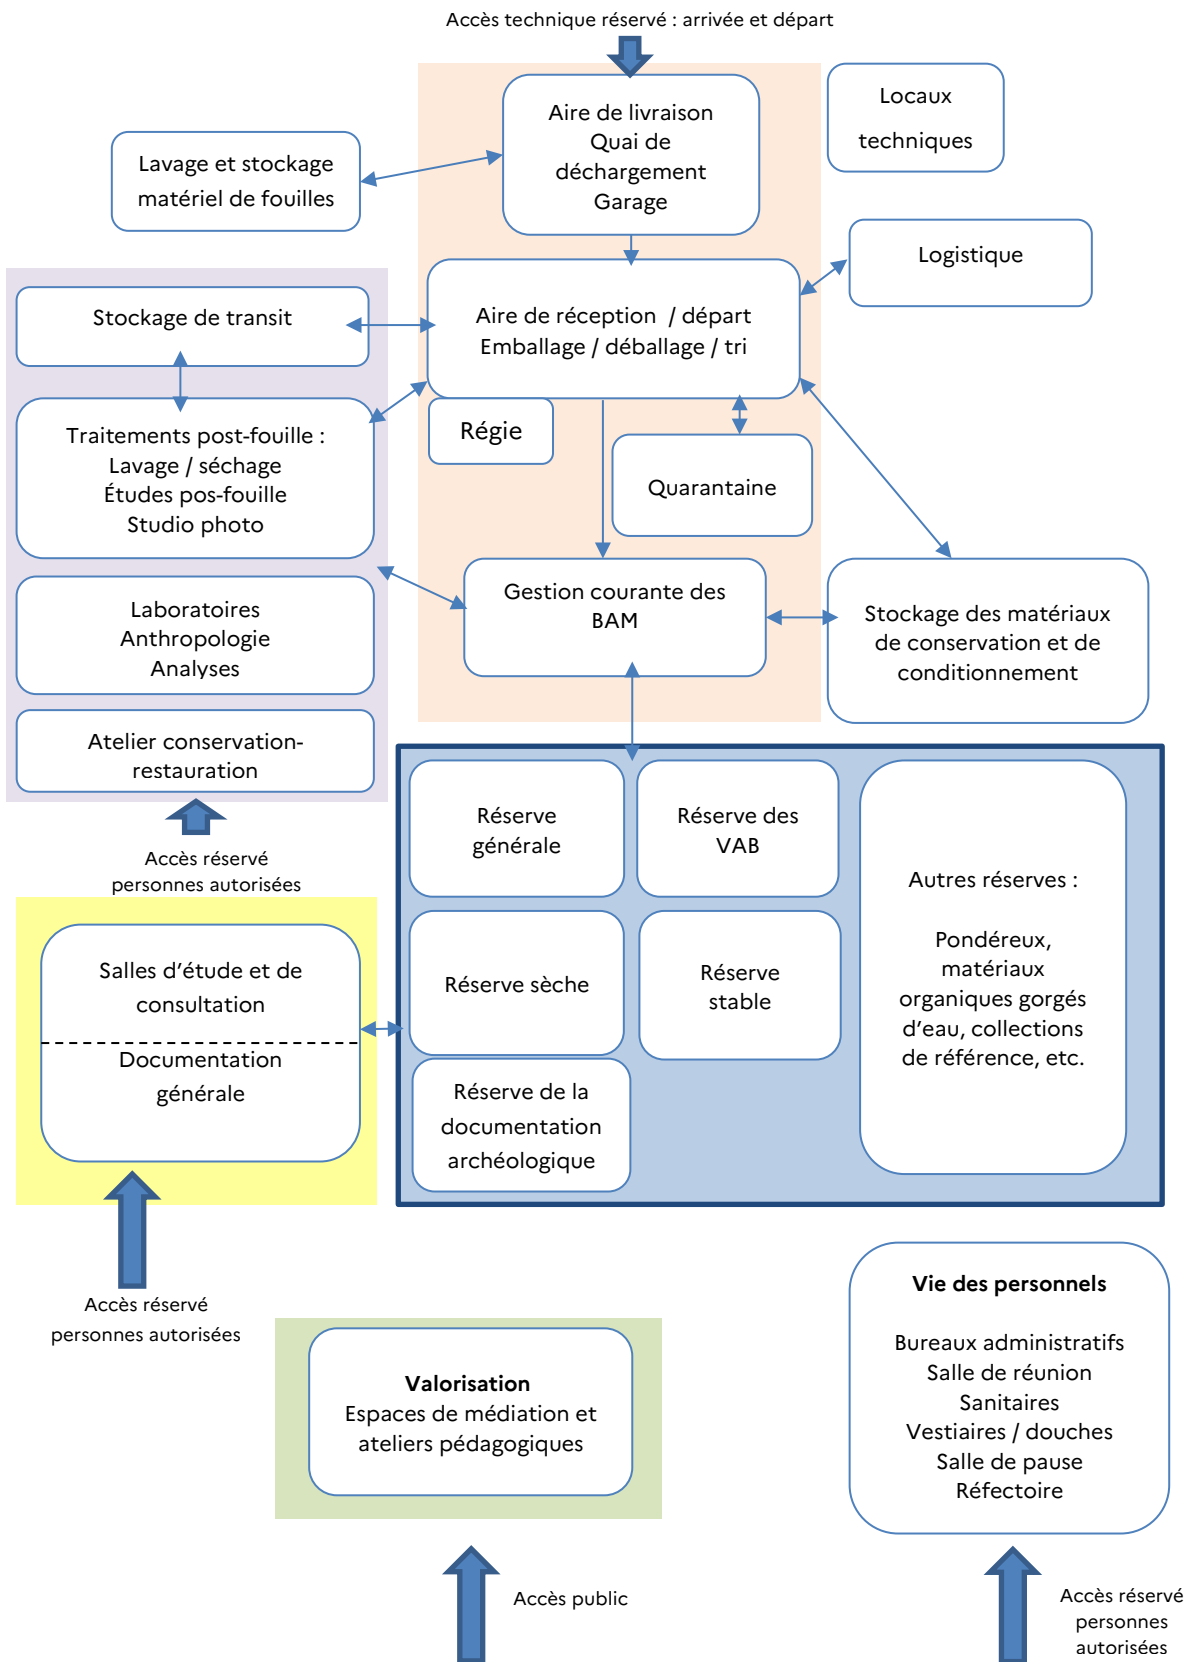 Accès technique réservé : arrivée et départ
Aire de livraison
Quai de
déchargement
Garage
Locaux
techniques
Lavage et stockage
matériel de fouilles
Logistique
Stockage de transit
Aire de réception / départ
Emballage / déballage / tri
Régie
Quarantaine
Traitements post-fouille :
Lavage / séchage
Études pos-fouille
Studio photo
Gestion courante des
BAM
Stockage des matériaux
de conservation et de
conditionnement
Laboratoires
Anthropologie
Analyses
Atelier conservation-
restauration
Accès réservé
personnes autorisées
Réserve
générale
Réserve des
VAB
Autres réserves :
Pondéreux,
matériaux
organiques gorgés
d’eau, collections
de référence, etc.
Réserve sèche
Réserve
stable
Réserve de la
documentation
archéologique
Salles d’étude et de
consultation
Documentation
générale
Accès réservé
personnes autorisées
Valorisation
Espaces de médiation et
ateliers pédagogiques
Accès public
Vie des personnels
Bureaux administratifs
Salle de réunion
Sanitaires
Vestiaires / douches
Salle de pause
Réfectoire
Accès réservé
personnes
autorisées